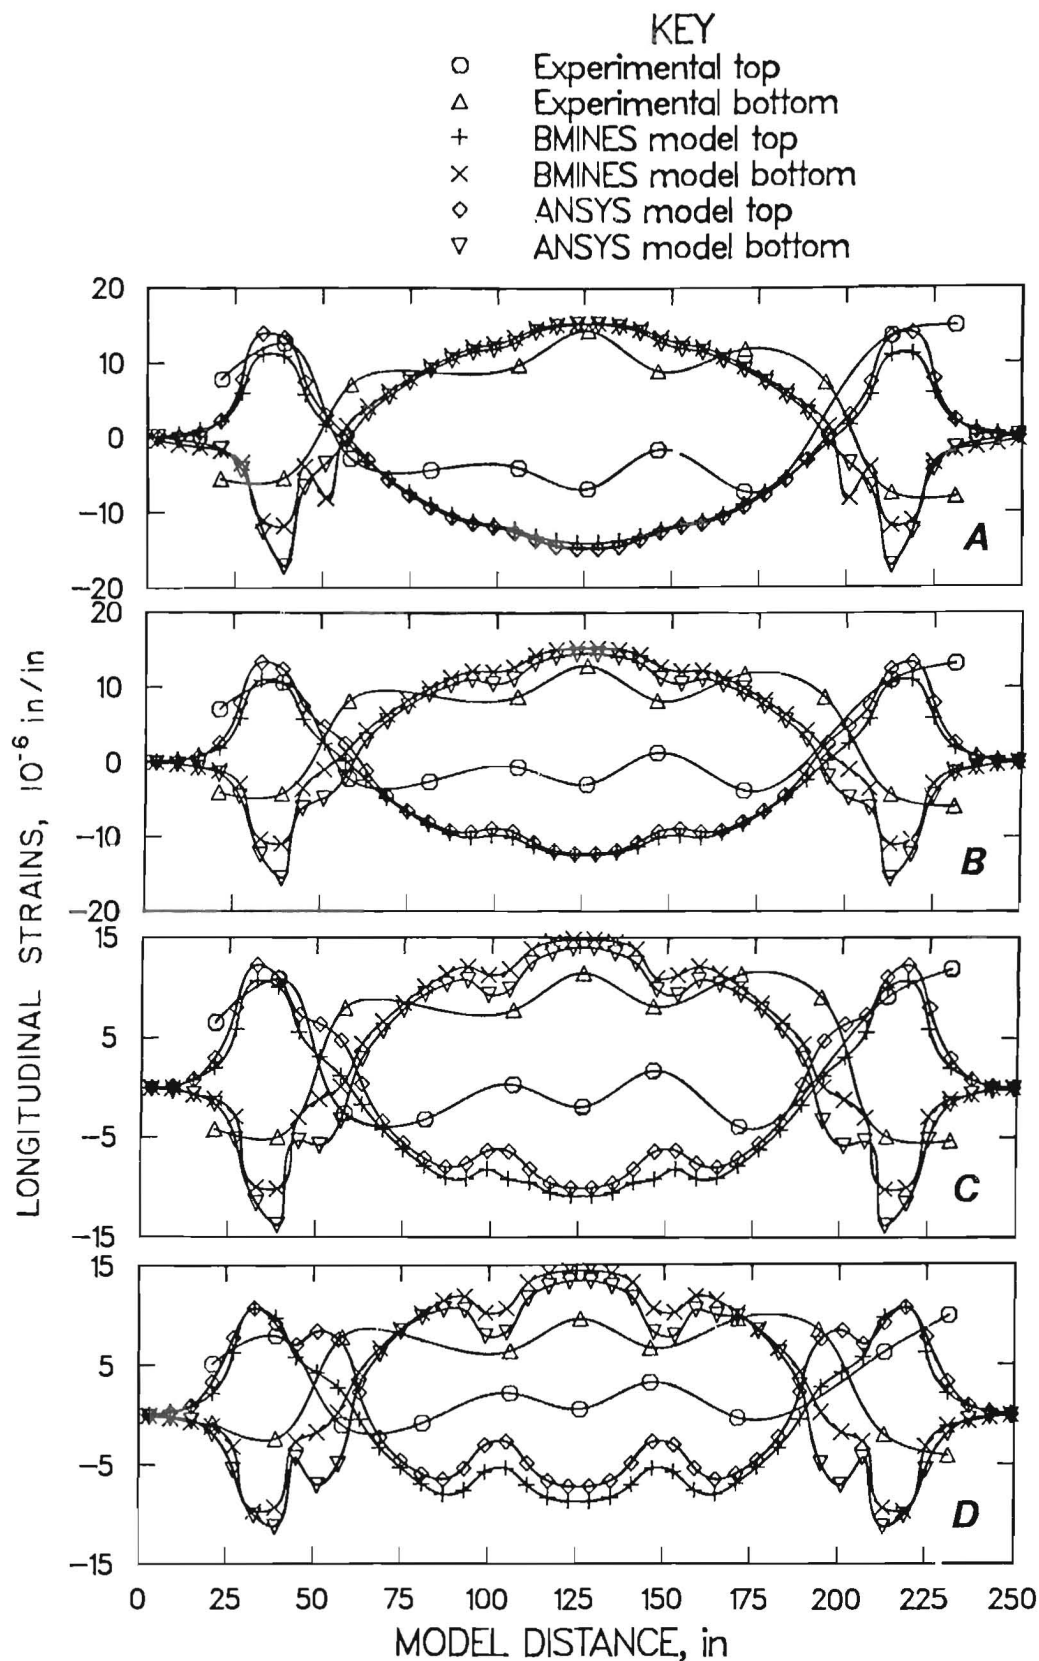 KEY
Experimental top
Experimental bottom
BMINES model top
BMINES model bottom
ANSYS model top
ANSYS model bottom
LONGITUDINAL STRAINS, 10⁻⁶ in/in
20
10
0
−10
−20
A
20
10
0
−10
−20
B
15
5
−5
−15
C
15
5
−5
−15
D
0 25 50 75 100 125 150 175 200 225 250
MODEL DISTANCE, in